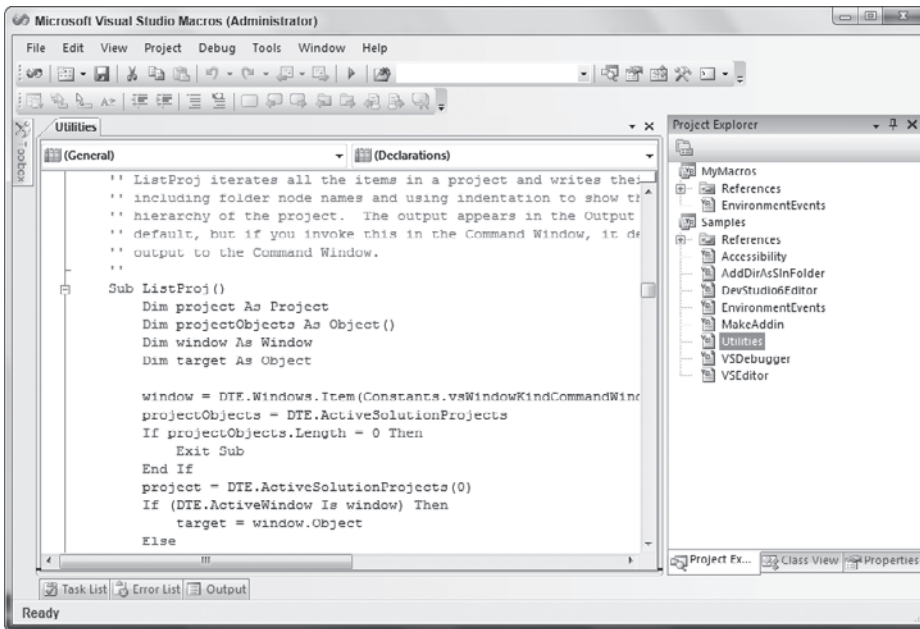 Microsoft Visual Studio Macros (Administrator)
File Edit View Project Debug Tools Window Help
Toolbox
Utilities
(General) (Declarations)
'' ListProj iterates all the items in a project and writes thei
'' including folder node names and using indentation to show th
'' hierarchy of the project.  The output appears in the Output
'' default, but if you invoke this in the Command Window, it de
'' output to the Command Window.
''
Sub ListProj()
Dim project As Project
Dim projectObjects As Object()
Dim window As Window
Dim target As Object
window = DTE.Windows.Item(Constants.vsWindowKindCommandWind
projectObjects = DTE.ActiveSolutionProjects
If projectObjects.Length = 0 Then
Exit Sub
End If
project = DTE.ActiveSolutionProjects(0)
If (DTE.ActiveWindow Is window) Then
target = window.Object
Else
Project Explorer
MyMacros
References
EnvironmentEvents
Samples
References
Accessibility
AddDirAsSlnFolder
DevStudio6Editor
EnvironmentEvents
MakeAddin
Utilities
VSDebugger
VSEditor
Project Ex... Class View Properties
Task List Error List Output
Ready